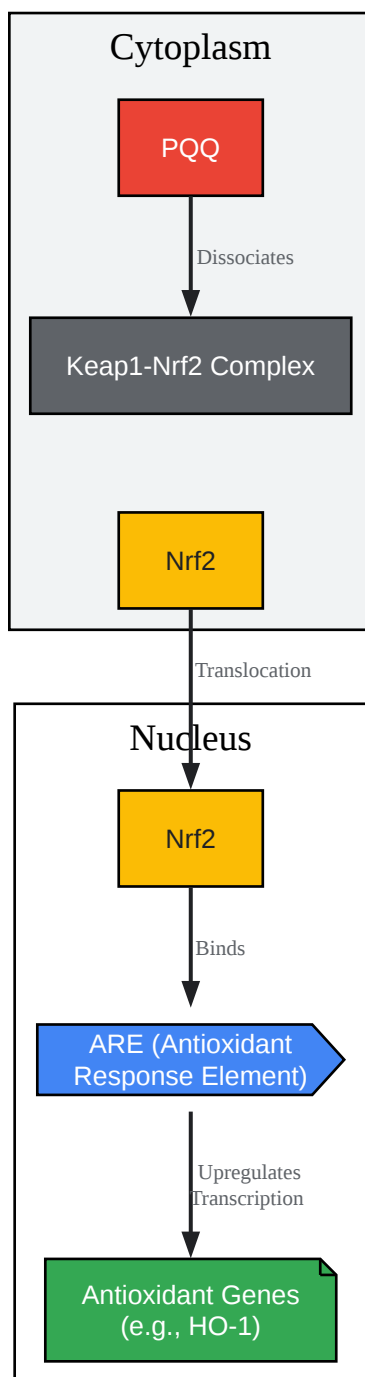 Cytoplasm
PQQ
Dissociates
Keap1-Nrf2 Complex
Nrf2
Translocation
Nucleus
Nrf2
Binds
ARE (Antioxidant
Response Element)
Upregulates
Transcription
Antioxidant Genes
(e.g., HO-1)